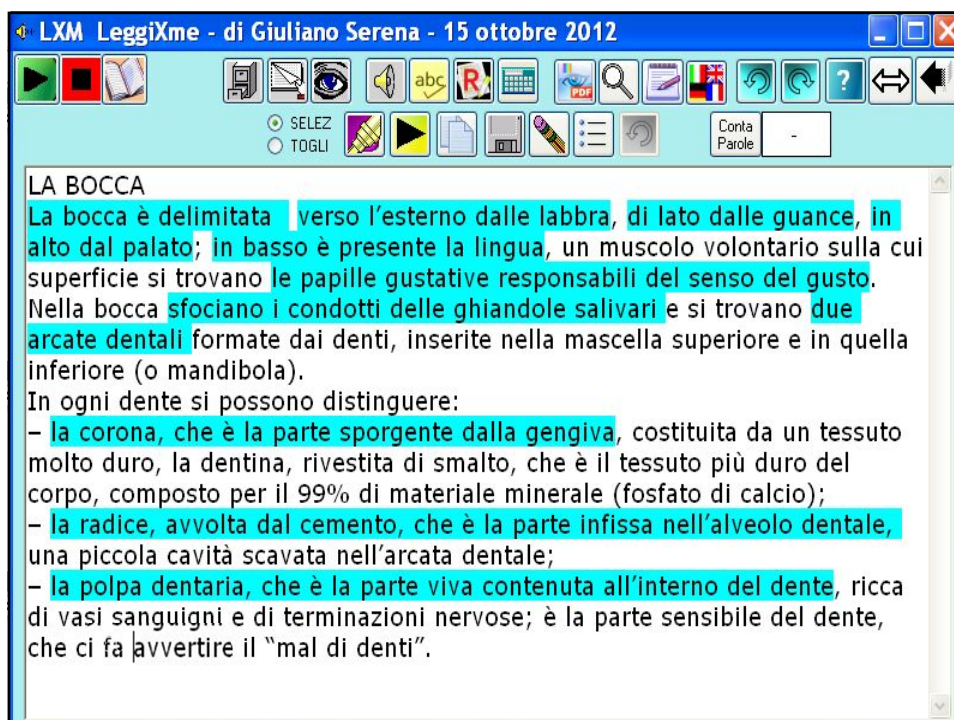 LXM LeggiXme - di Giuliano Serena - 15 ottobre 2012
abc R PDF ?
SELEZ
TOGLI
Conta
Parole
-
LA BOCCA
La bocca è delimitata verso l'esterno dalle labbra, di lato dalle guance, in
alto dal palato; in basso è presente la lingua, un muscolo volontario sulla cui
superficie si trovano le papille gustative responsabili del senso del gusto.
Nella bocca sfociano i condotti delle ghiandole salivari e si trovano due
arcate dentali formate dai denti, inserite nella mascella superiore e in quella
inferiore (o mandibola).
In ogni dente si possono distinguere:
– la corona, che è la parte sporgente dalla gengiva, costituita da un tessuto
molto duro, la dentina, rivestita di smalto, che è il tessuto più duro del
corpo, composto per il 99% di materiale minerale (fosfato di calcio);
– la radice, avvolta dal cemento, che è la parte infissa nell'alveolo dentale,
una piccola cavità scavata nell'arcata dentale;
– la polpa dentaria, che è la parte viva contenuta all'interno del dente, ricca
di vasi sanguigni e di terminazioni nervose; è la parte sensibile del dente,
che ci fa avvertire il “mal di denti”.